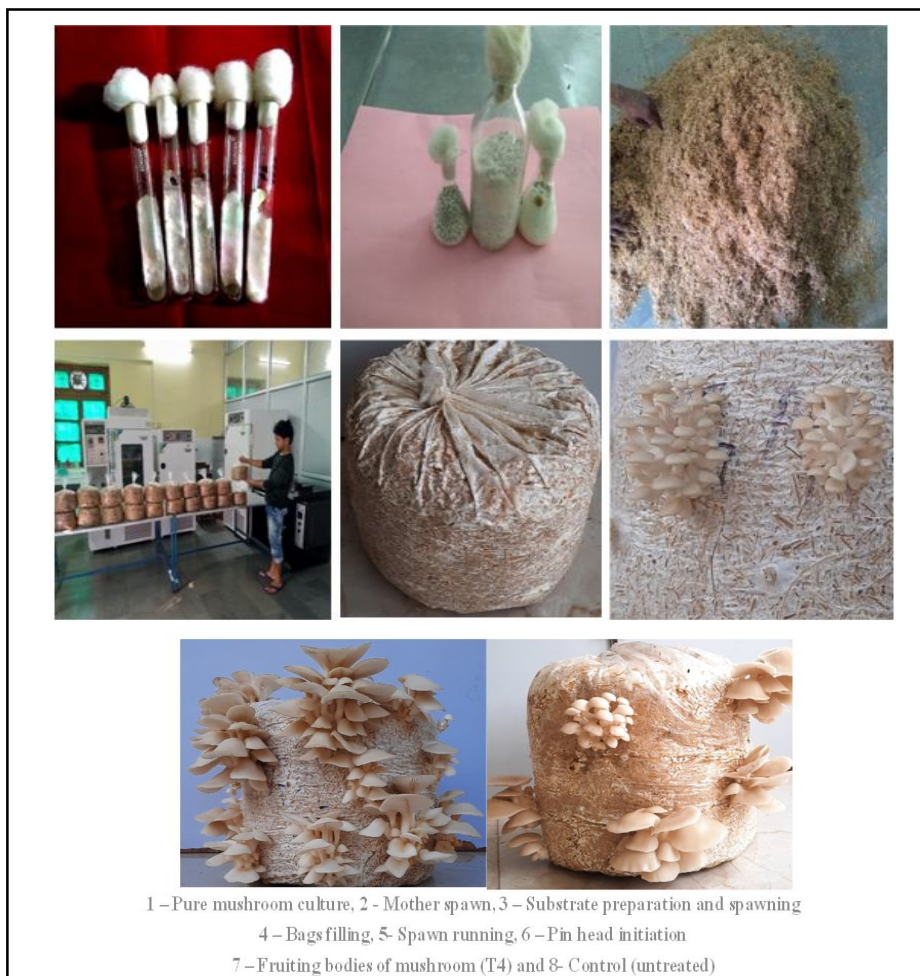 1 – Pure mushroom culture, 2 - Mother spawn, 3 – Substrate preparation and spawning
4 – Bags filling, 5- Spawn running, 6 – Pin head initiation
7 – Fruiting bodies of mushroom (T4) and 8- Control (untreated)